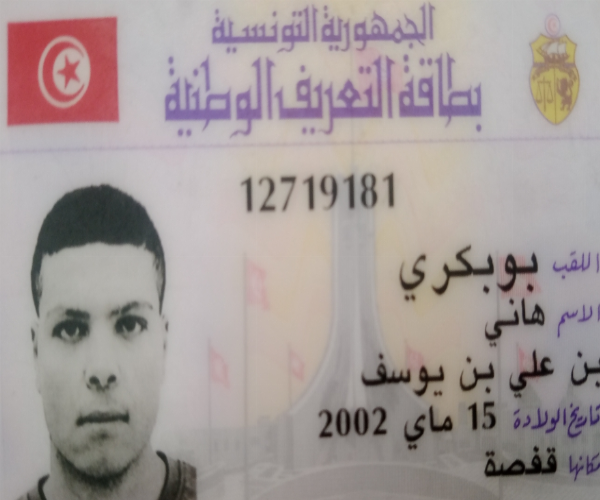 الجمهورية التونسية
بطاقة التعريف الوطنية
12719181
اللقب بوبكري
الاسم هاني
بن علي بن يوسف
تاريخ الولادة 15 ماي 2002
مكانها قفصة